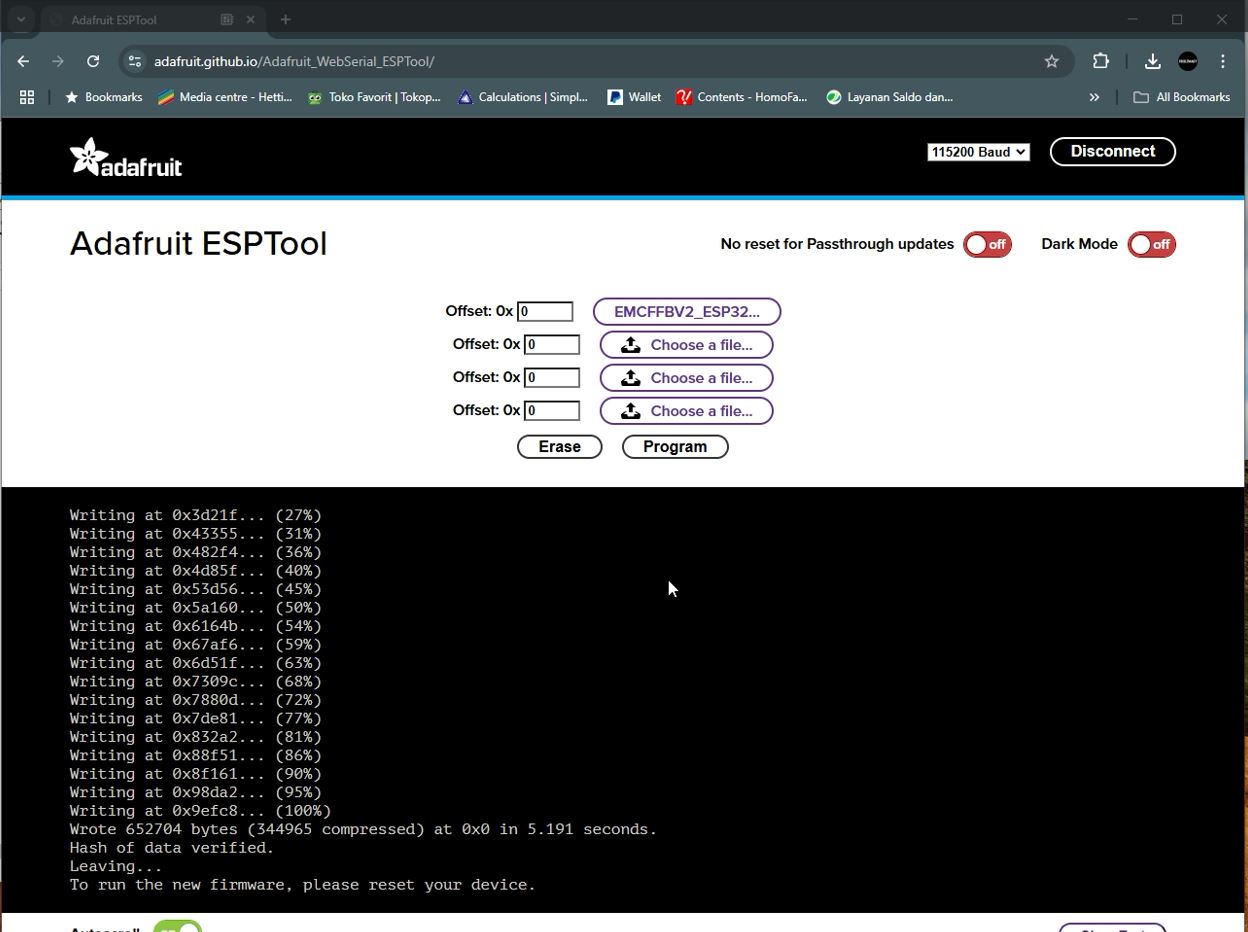 Adafruit ESPTool
adafruit.github.io/Adafruit_WebSerial_ESPTool/
Bookmarks
Media centre - Hetti...
Toko Favorit | Tokop...
Calculations | Simpl...
Wallet
Contents - HomoFa...
Layanan Saldo dan...
»
All Bookmarks
adafruit
115200 Baud
Disconnect
Adafruit ESPTool
No reset for Passthrough updates off
Dark Mode off
Offset: 0x 0 EMCFFBV2_ESP32...
Offset: 0x 0 Choose a file...
Offset: 0x 0 Choose a file...
Offset: 0x 0 Choose a file...
Erase Program
Writing at 0x3d21f... (27%)
Writing at 0x43355... (31%)
Writing at 0x482f4... (36%)
Writing at 0x4d85f... (40%)
Writing at 0x53d56... (45%)
Writing at 0x5a160... (50%)
Writing at 0x6164b... (54%)
Writing at 0x67af6... (59%)
Writing at 0x6d51f... (63%)
Writing at 0x7309c... (68%)
Writing at 0x7880d... (72%)
Writing at 0x7de81... (77%)
Writing at 0x832a2... (81%)
Writing at 0x88f51... (86%)
Writing at 0x8f161... (90%)
Writing at 0x98da2... (95%)
Writing at 0x9efc8... (100%)
Wrote 652704 bytes (344965 compressed) at 0x0 in 5.191 seconds.
Hash of data verified.
Leaving...
To run the new firmware, please reset your device.
Autoscroll